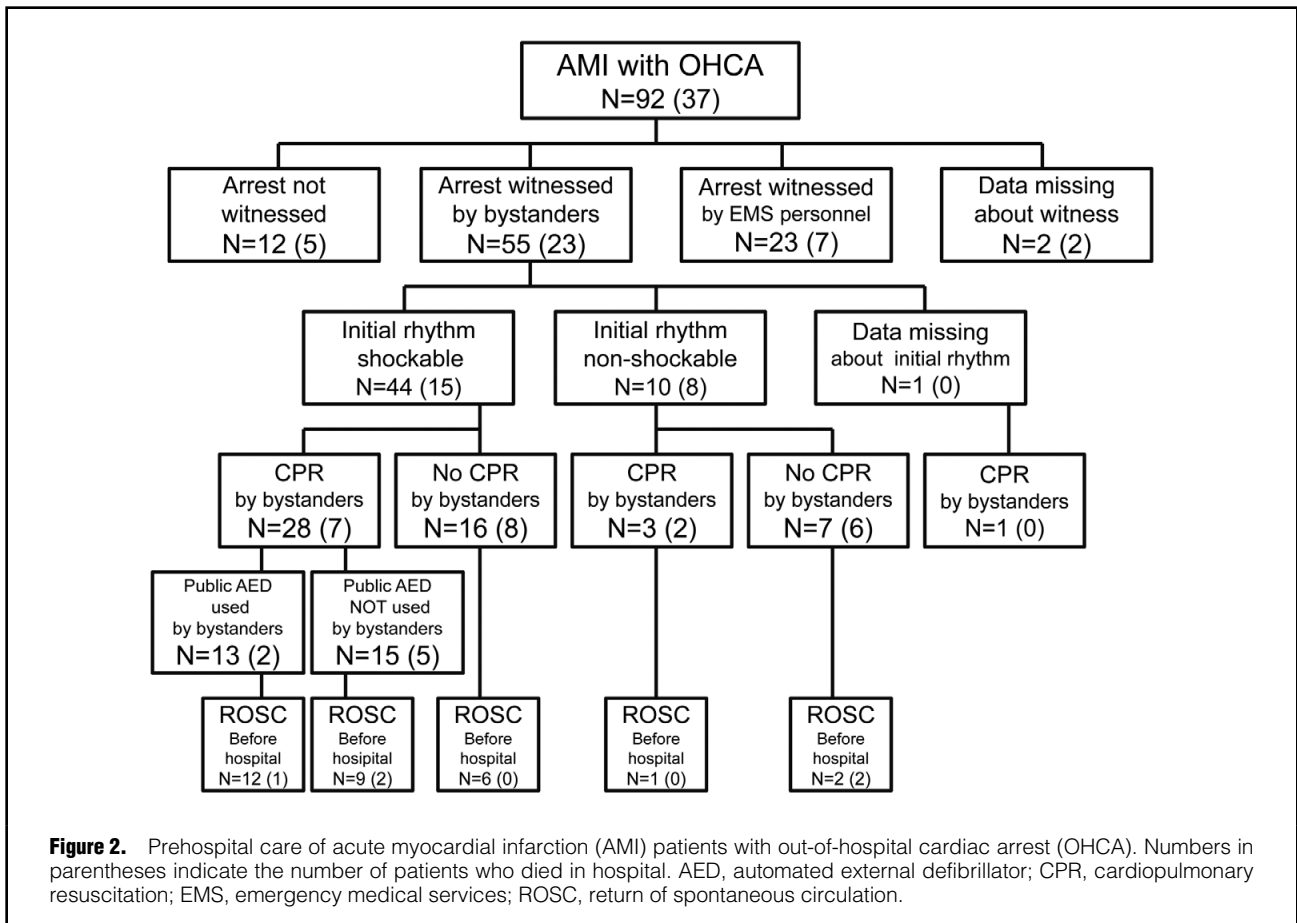 AMI with OHCA
N=92 (37)
Arrest not
witnessed
N=12 (5)
Arrest witnessed
by bystanders
N=55 (23)
Arrest witnessed
by EMS personnel
N=23 (7)
Data missing
about witness
N=2 (2)
Initial rhythm
shockable
N=44 (15)
Initial rhythm
non-shockable
N=10 (8)
Data missing
about initial rhythm
N=1 (0)
CPR
by bystanders
N=28 (7)
No CPR
by bystanders
N=16 (8)
CPR
by bystanders
N=3 (2)
No CPR
by bystanders
N=7 (6)
CPR
by bystanders
N=1 (0)
Public AED
used
by bystanders
N=13 (2)
Public AED
NOT used
by bystanders
N=15 (5)
ROSC
Before
hospital
N=12 (1)
ROSC
Before
hosipital
N=9 (2)
ROSC
Before
hospital
N=6 (0)
ROSC
Before
hospital
N=1 (0)
ROSC
Before
hospital
N=2 (2)
Figure 2. Prehospital care of acute myocardial infarction (AMI) patients with out-of-hospital cardiac arrest (OHCA). Numbers in
parentheses indicate the number of patients who died in hospital. AED, automated external defibrillator; CPR, cardiopulmonary
resuscitation; EMS, emergency medical services; ROSC, return of spontaneous circulation.